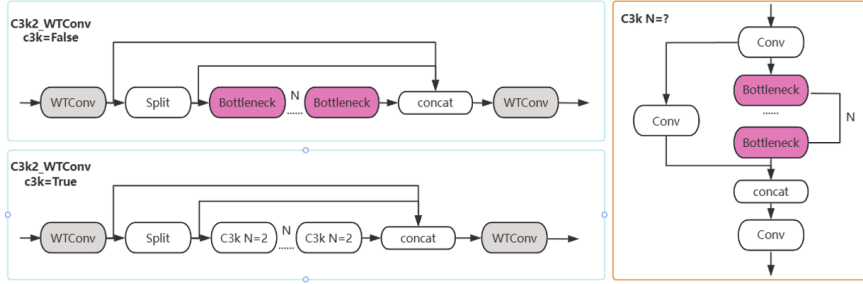 C3k2_WTConv
c3k=False
WTConv
Split
Bottleneck
N
......
Bottleneck
concat
WTConv
C3k2_WTConv
c3k=True
WTConv
Split
C3k N=2
N
......
C3k N=2
concat
WTConv
C3k N=?
Conv
Bottleneck
......
N
Conv
Bottleneck
concat
Conv